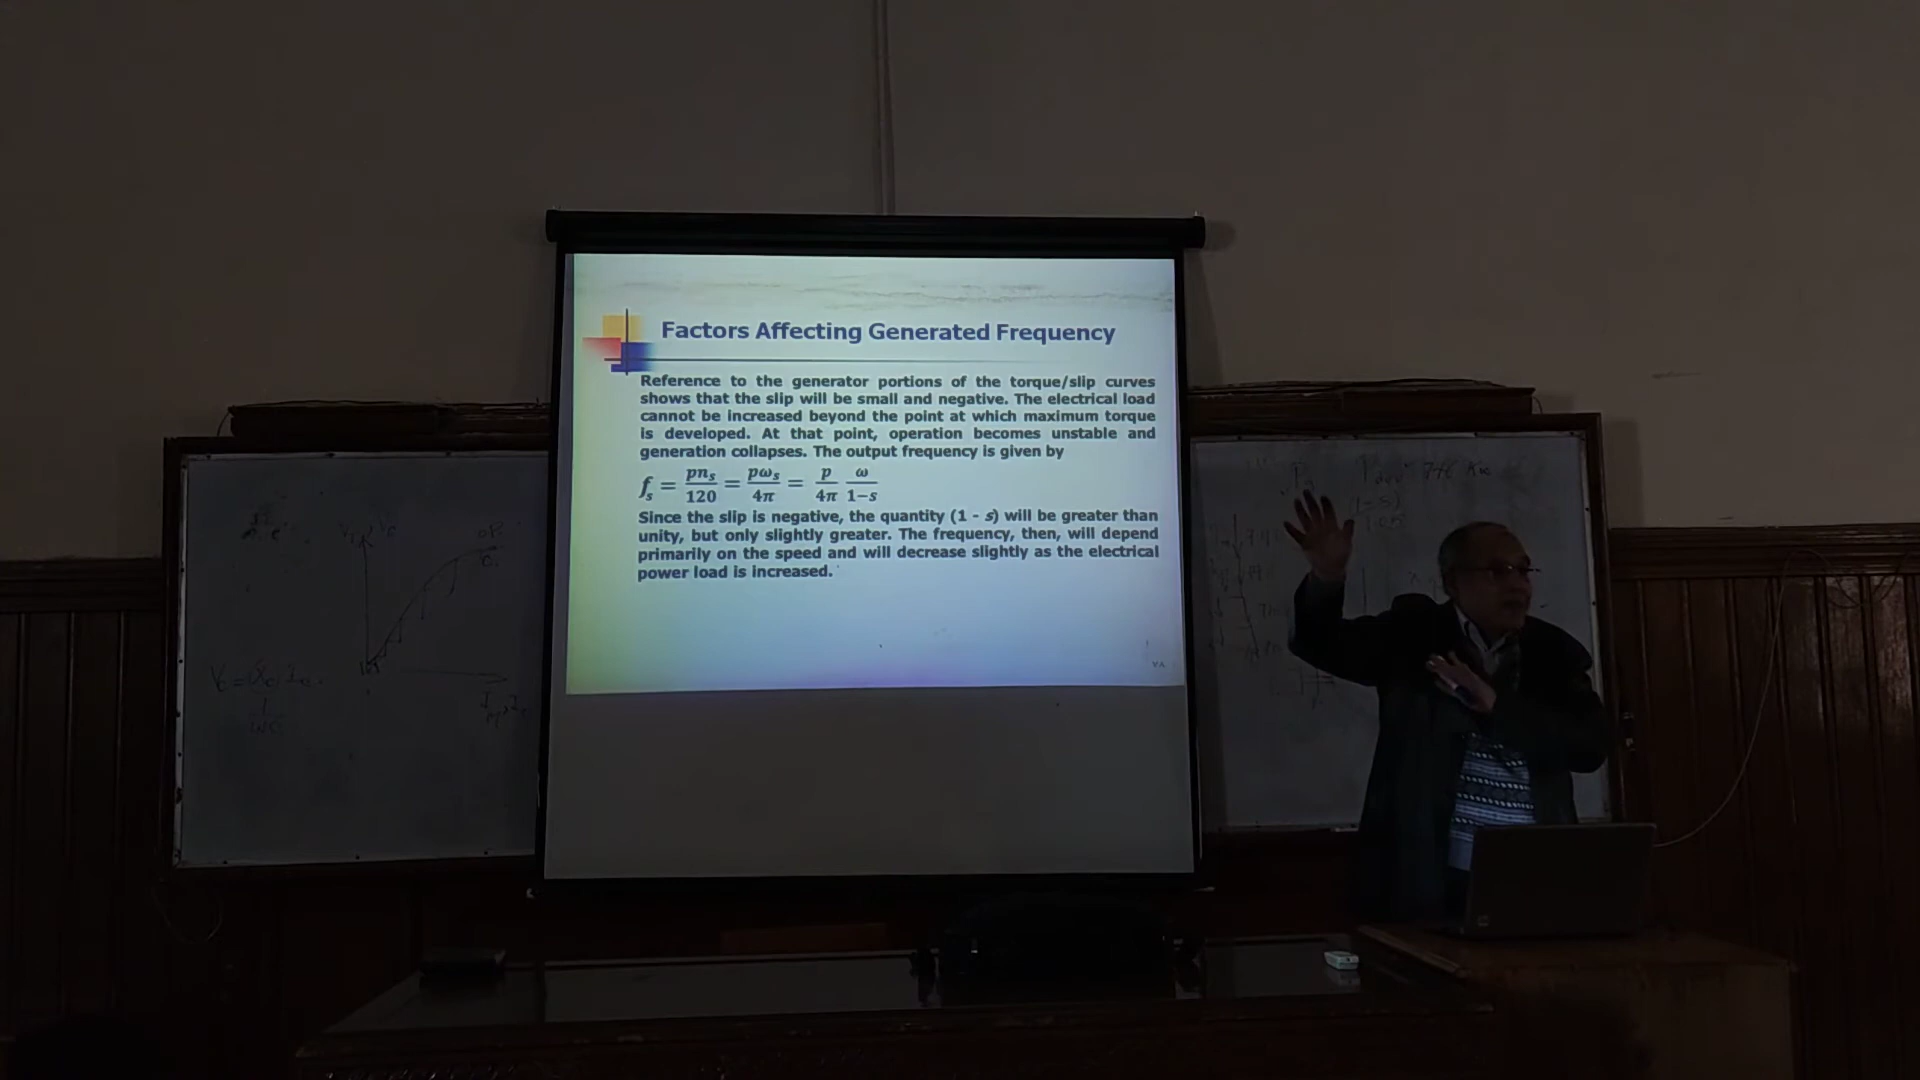 Factors Affecting Generated Frequency
Reference to the generator portions of the torque/slip curves
shows that the slip will be small and negative. The electrical load
cannot be increased beyond the point at which maximum torque
is developed. At that point, operation becomes unstable and
generation collapses. The output frequency is given by
fₛ = pnₛ/120 = pωₛ/4π = p/4π ω/1-s
Since the slip is negative, the quantity (1 - s) will be greater than
unity, but only slightly greater. The frequency, then, will depend
primarily on the speed and will decrease slightly as the electrical
power load is increased.